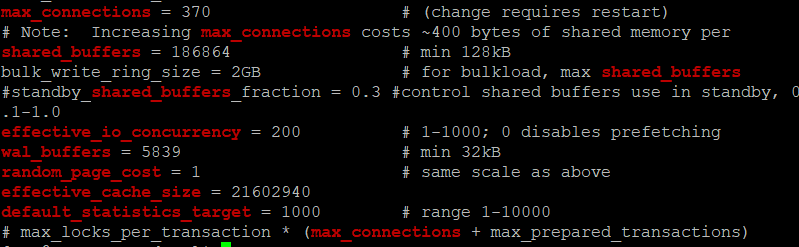 max_connections = 370 # (change requires restart)
# Note: Increasing max_connections costs ~400 bytes of shared memory per
shared_buffers = 186864 # min 128kB
bulk_write_ring_size = 2GB # for bulkload, max shared_buffers
#standby_shared_buffers_fraction = 0.3 #control shared buffers use in standby, 0
.1-1.0
effective_io_concurrency = 200 # 1-1000; 0 disables prefetching
wal_buffers = 5839 # min 32kB
random_page_cost = 1 # same scale as above
effective_cache_size = 21602940
default_statistics_target = 1000 # range 1-10000
# max_locks_per_transaction * (max_connections + max_prepared_transactions)